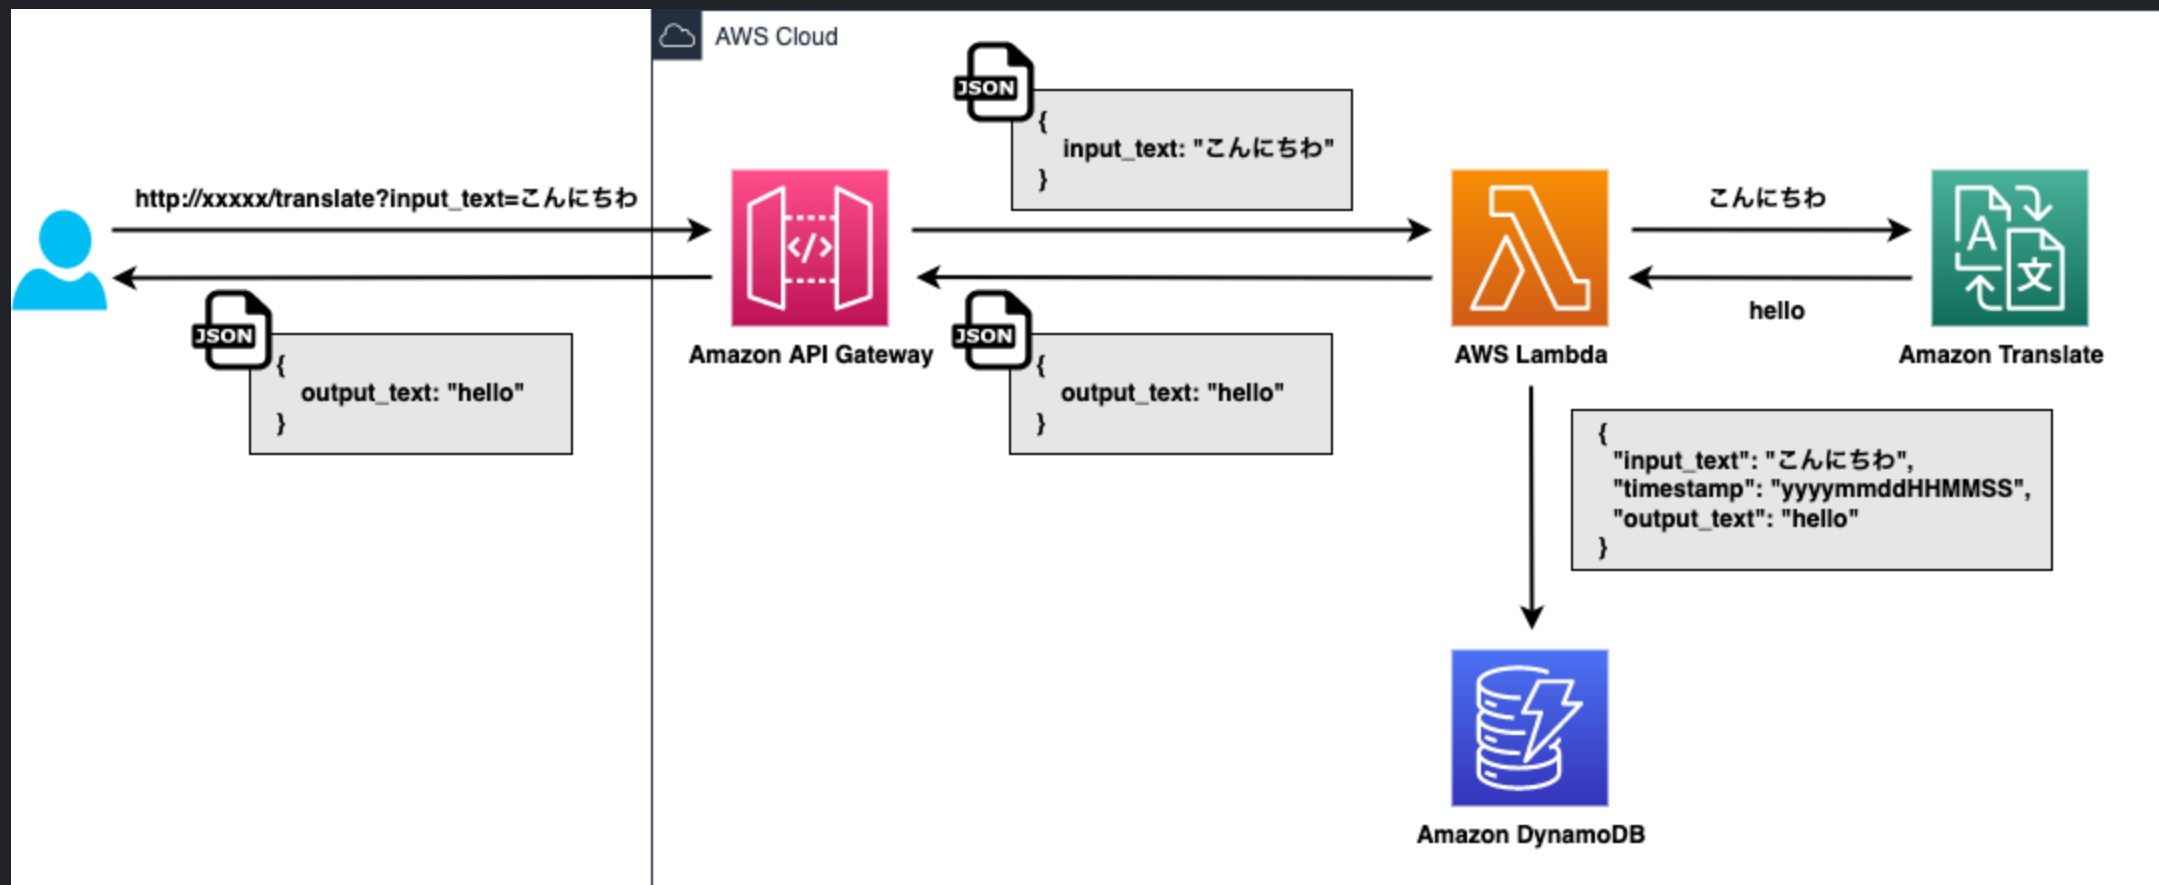 AWS Cloud
JSON
{
input_text: "こんにちわ"
}
http://xxxxx/translate?input_text=こんにちわ
</>
こんにちわ
A
文
hello
Amazon API Gateway
AWS Lambda
Amazon Translate
JSON
{
output_text: "hello"
}
JSON
{
output_text: "hello"
}
{
"input_text": "こんにちわ",
"timestamp": "yyyymmddHHMMSS",
"output_text": "hello"
}
Amazon DynamoDB